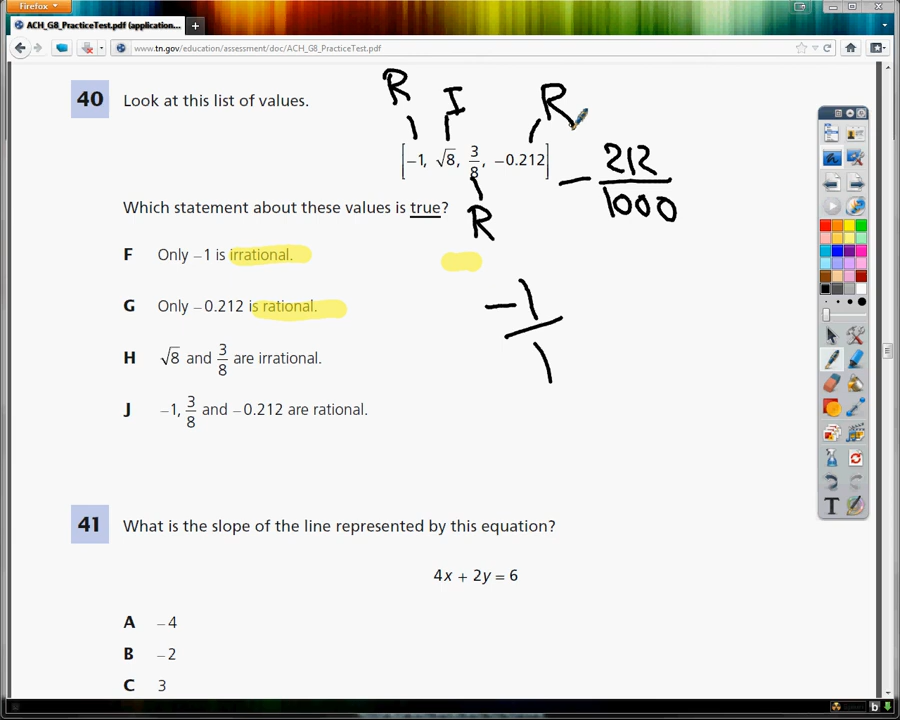 Firefox
ACH_G8_PracticeTest.pdf (application...
www.tn.gov/education/assessment/doc/ACH_G8_PracticeTest.pdf
40 Look at this list of values.
R I R
[−1, √8, 3/8, −0.212]
− 212/1000
R
Which statement about these values is true?
F Only −1 is irrational.
G Only −0.212 is rational.
−1/1
H √8 and 3/8 are irrational.
J −1, 3/8 and −0.212 are rational.
41 What is the slope of the line represented by this equation?
4x + 2y = 6
A −4
B −2
C 3